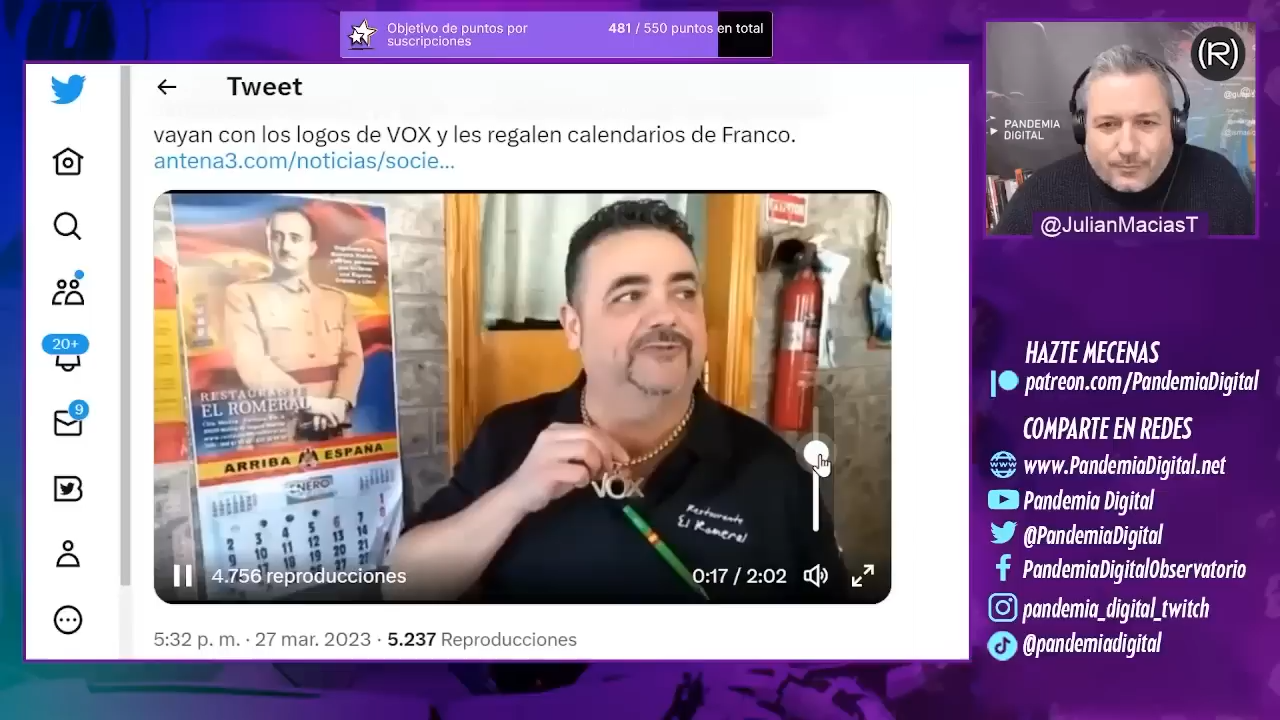 Objetivo de puntos por
suscripciones
481 / 550 puntos en total
Tweet
vayan con los logos de VOX y les regalen calendarios de Franco.
antena3.com/noticias/socie...
20+
9
RESTAURANTE
EL ROMERAL
ARRIBA ESPAÑA
ENERO
VOX
Restaurante
El Romeral
4.756 reproducciones
0:17 / 2:02
5:32 p. m. · 27 mar. 2023 · 5.237 Reproducciones
(R)
PANDEMIA
DIGITAL
@JulianMaciasT
HAZTE MECENAS
patreon.com/PandemiaDigital
COMPARTE EN REDES
www.PandemiaDigital.net
Pandemia Digital
@PandemiaDigital
PandemiaDigitalObservatorio
pandemia_digital_twitch
@pandemiadigital